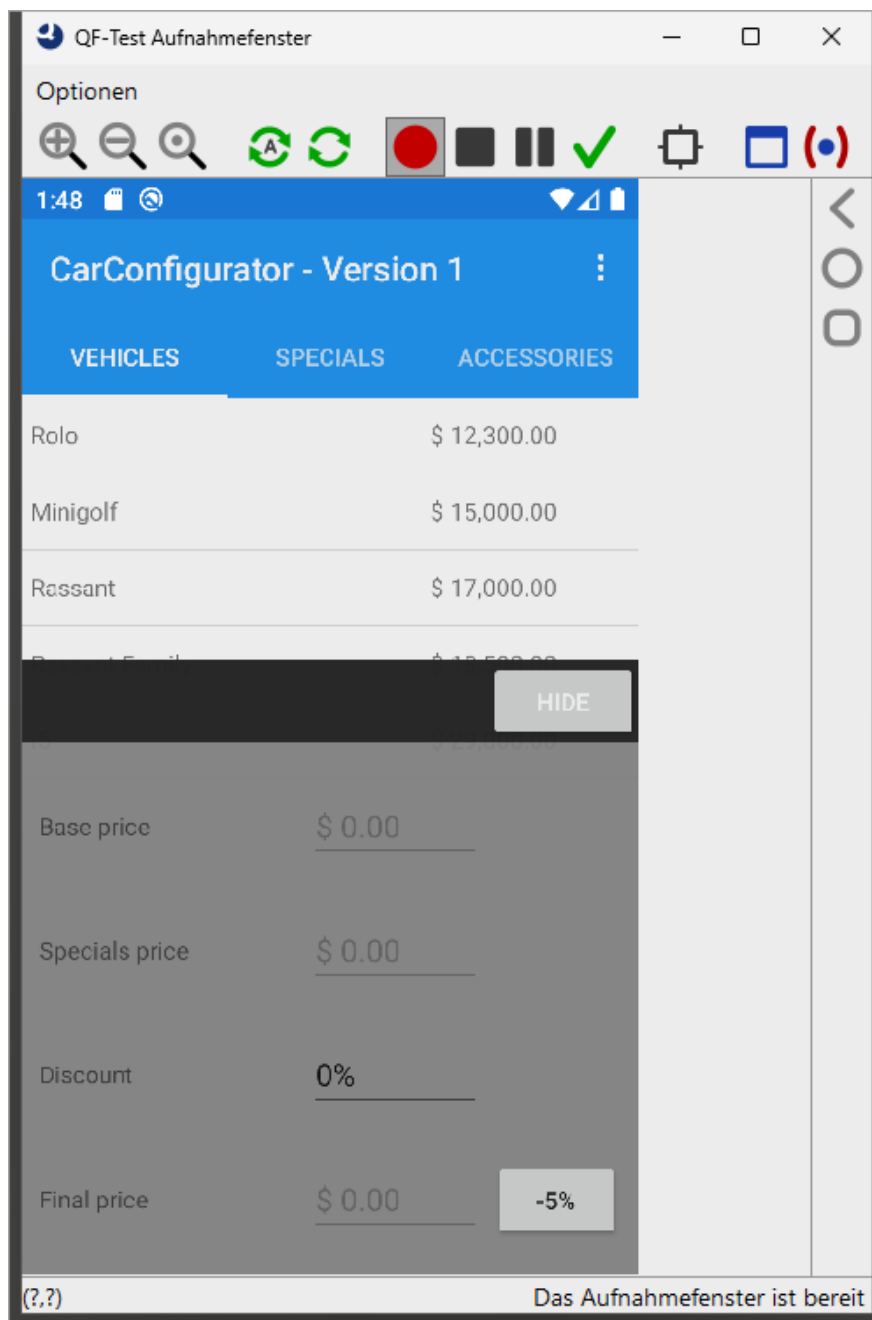 QF-Test Aufnahmefenster
Optionen
A
1:48
CarConfigurator - Version 1
VEHICLES SPECIALS ACCESSORIES
Rolo $ 12,300.00
Minigolf $ 15,000.00
Rassant $ 17,000.00
HIDE
Base price $ 0.00
Specials price $ 0.00
Discount 0%
Final price $ 0.00 -5%
(?,?) Das Aufnahmefenster ist bereit